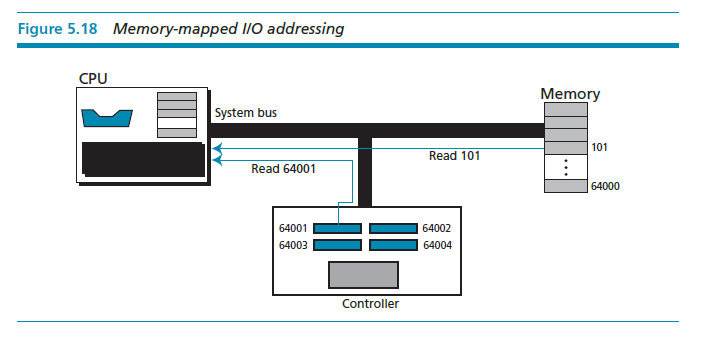 Figure 5.18 Memory-mapped I/O addressing
CPU
Memory
System bus
101
Read 101
Read 64001
64000
64001
64002
64003
64004
Controller